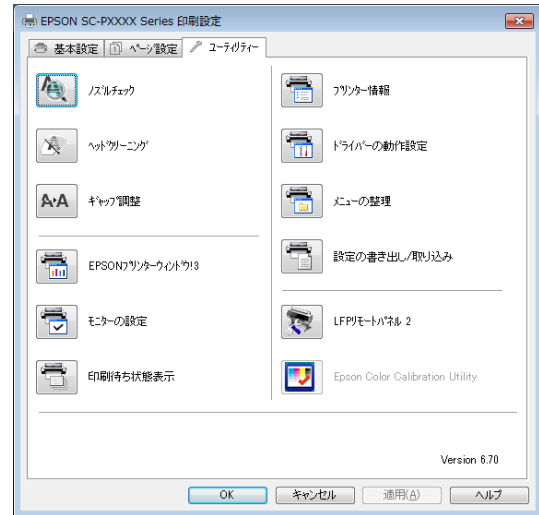 EPSON SC-PXXXX Series 印刷設定
基本設定
ページ設定
ユーティリティー
ノズルチェック
ヘッドクリーニング
ギャップ調整
EPSONプリンターウィンドウ!3
モニターの設定
印刷待ち状態表示
プリンター情報
ドライバーの動作設定
メニューの整理
設定の書き出し/取り込み
LFPリモートパネル 2
Epson Color Calibration Utility
Version 6.70
OK
キャンセル
適用(A)
ヘルプ